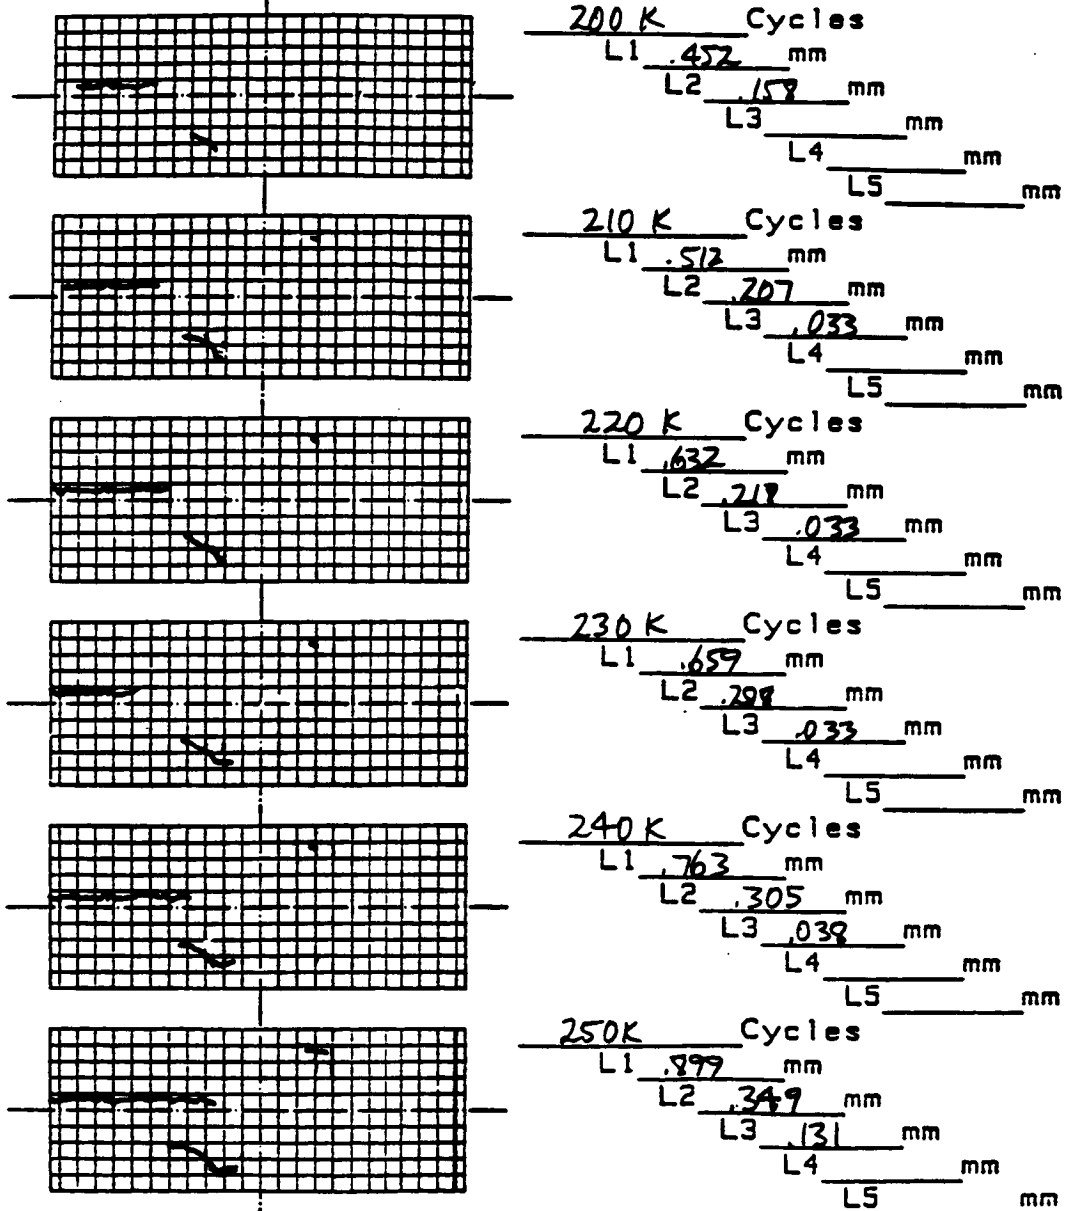 200 K Cycles
L1 .452 mm
L2 .158 mm
L3 mm
L4 mm
L5 mm
210 K Cycles
L1 .512 mm
L2 .207 mm
L3 .033 mm
L4 mm
L5 mm
220 K Cycles
L1 .632 mm
L2 .218 mm
L3 .033 mm
L4 mm
L5 mm
230 K Cycles
L1 .659 mm
L2 mm
L3 .033 mm
L4 mm
L5 mm
240 K Cycles
L1 .763 mm
L2 .305 mm
L3 .038 mm
L4 mm
L5 mm
250K Cycles
L1 .899 mm
L2 .349 mm
L3 .131 mm
L4 mm
L5 mm